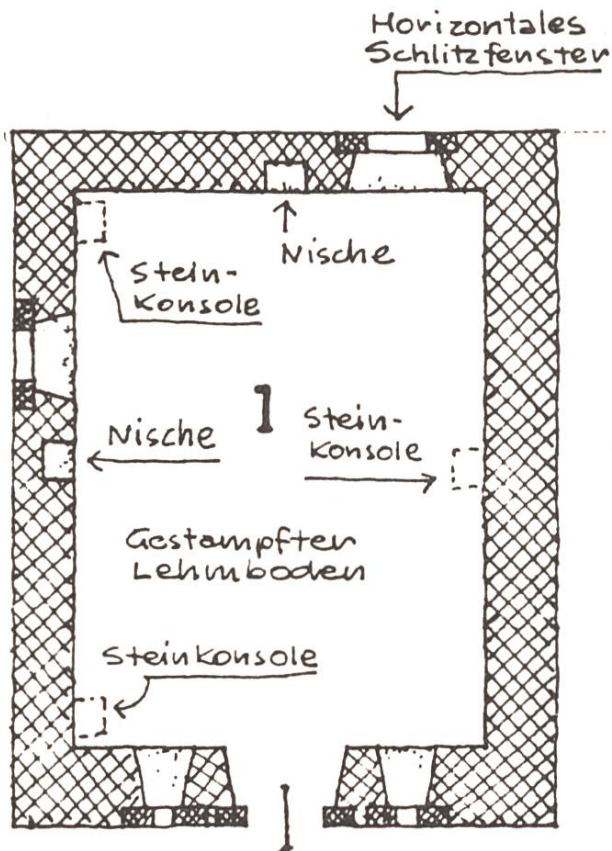 Horizontales
Schlitzfenster
Nische
Stein-
Konsole
1
Nische
Stein-
Konsole
Gestampfter
Lehmboden
Steinkonsole